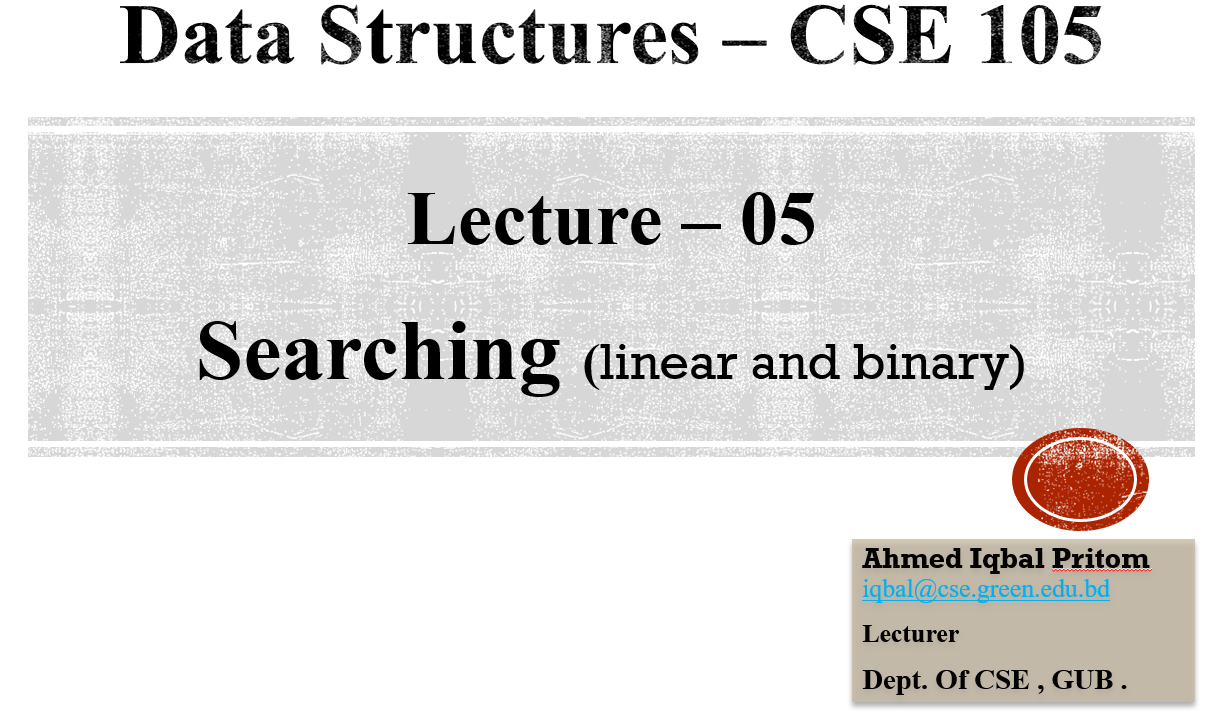 Data Structures – CSE 105
Lecture – 05
Searching (linear and binary)
Ahmed Iqbal Pritom
iqbal@cse.green.edu.bd
Lecturer
Dept. Of CSE , GUB .